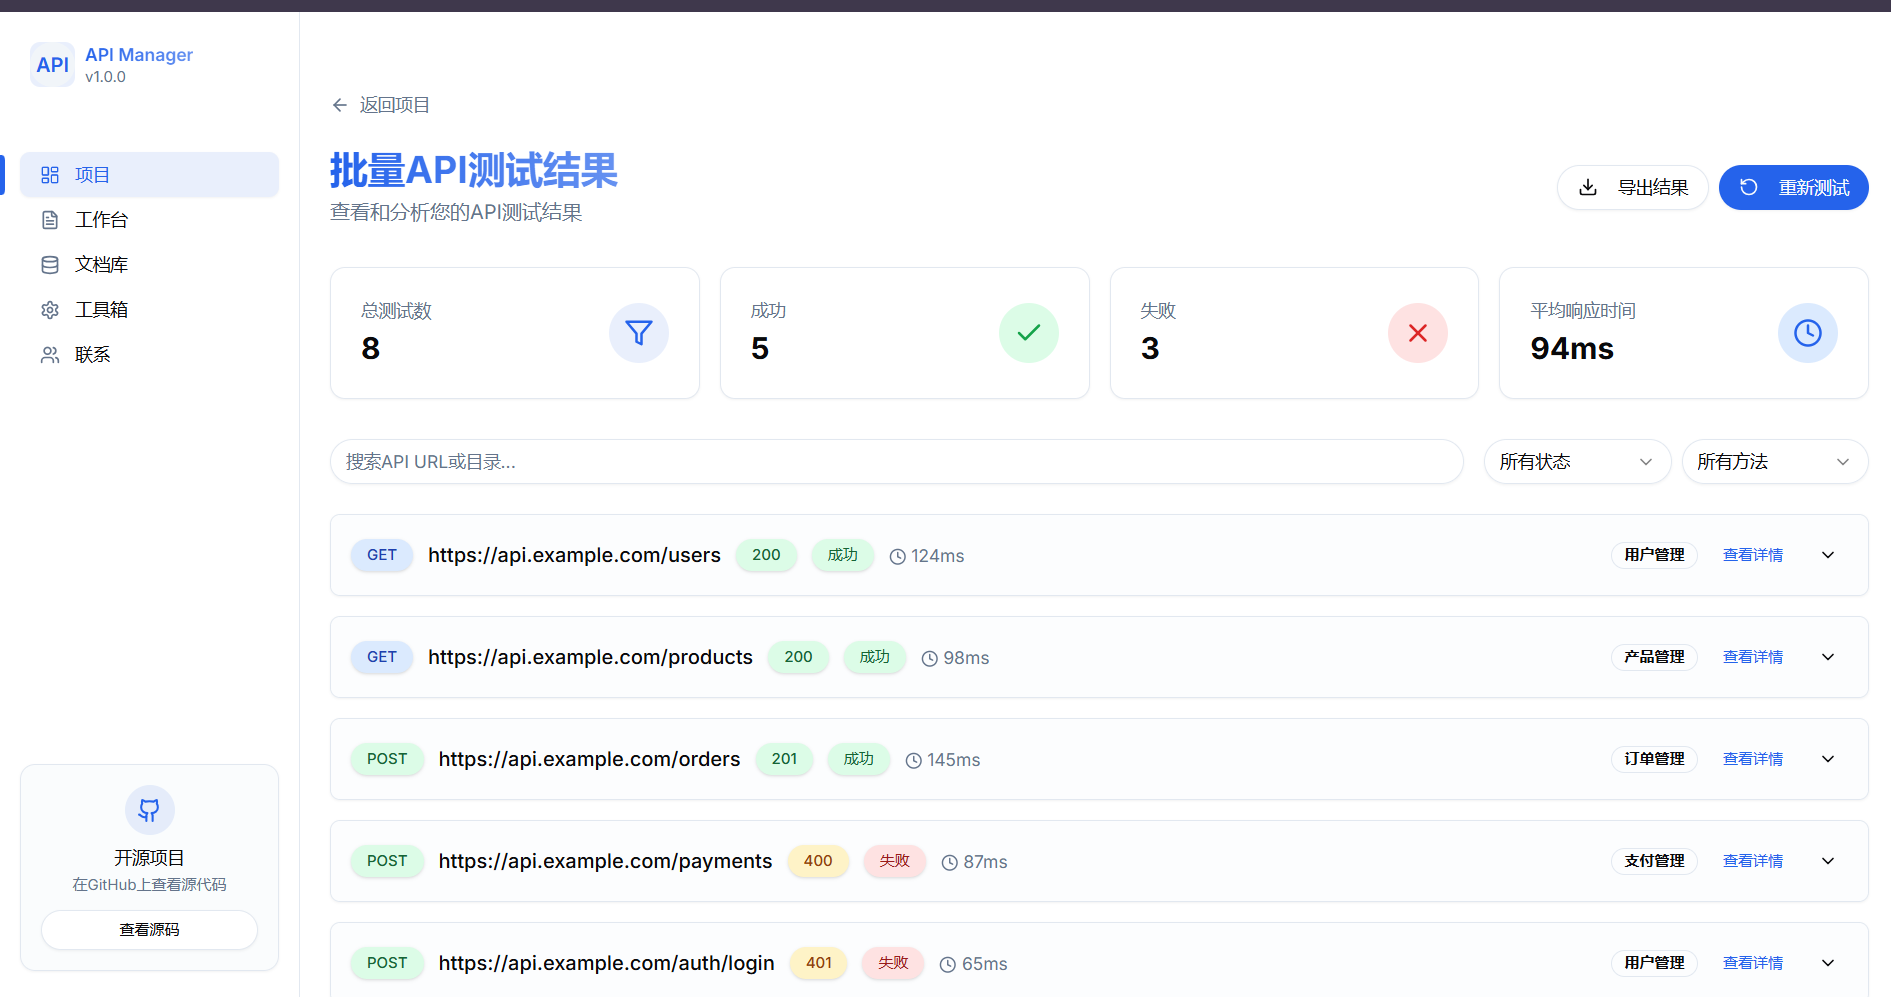 API
API Manager
v1.0.0
项目
工作台
文档库
工具箱
联系
开源项目
在GitHub上查看源代码
查看源码
返回项目
批量API测试结果
查看和分析您的API测试结果
导出结果
重新测试
总测试数
8
成功
5
失败
3
平均响应时间
94ms
搜索API URL或目录...
所有状态
所有方法
GET https://api.example.com/users 200 成功 124ms 用户管理 查看详情
GET https://api.example.com/products 200 成功 98ms 产品管理 查看详情
POST https://api.example.com/orders 201 成功 145ms 订单管理 查看详情
POST https://api.example.com/payments 400 失败 87ms 支付管理 查看详情
POST https://api.example.com/auth/login 401 失败 65ms 用户管理 查看详情